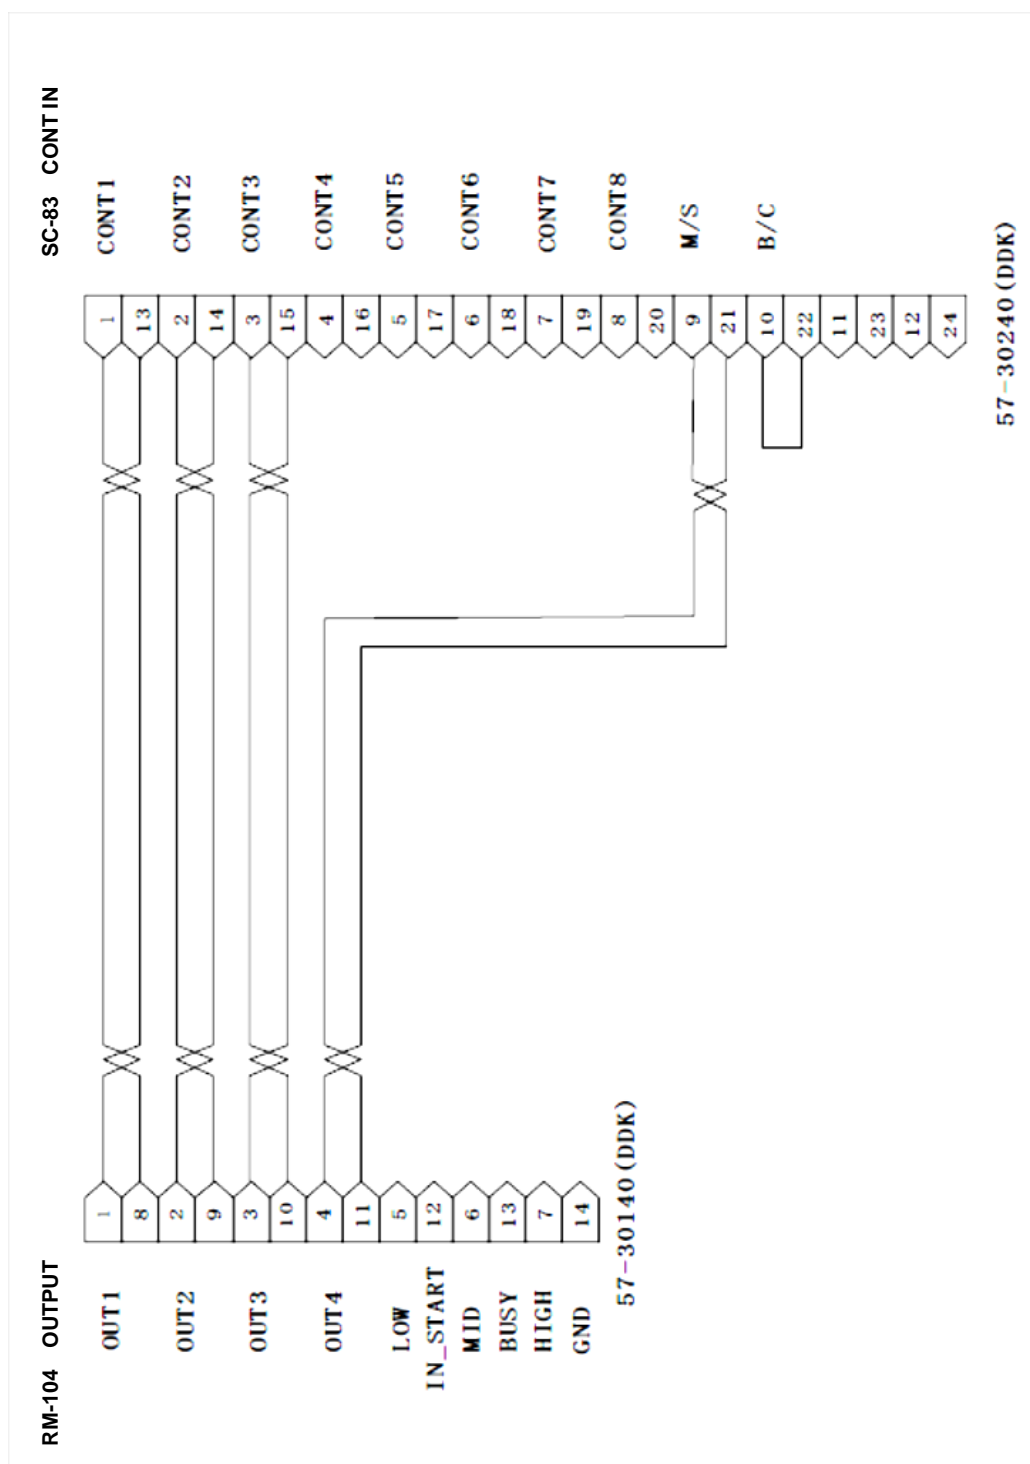 RM-104 OUTPUT
SC-83 CONT IN
OUT1
1
8
OUT2
2
9
OUT3
3
10
OUT4
4
11
LOW
5
IN_START
12
MID
6
BUSY
13
HIGH
7
GND
14
57-30140(DDK)
1
CONT1
13
2
CONT2
14
3
CONT3
15
4
CONT4
16
5
CONT5
17
6
CONT6
18
7
CONT7
19
8
CONT8
20
9
M/S
21
10
B/C
22
11
23
12
24
57-30240(DDK)